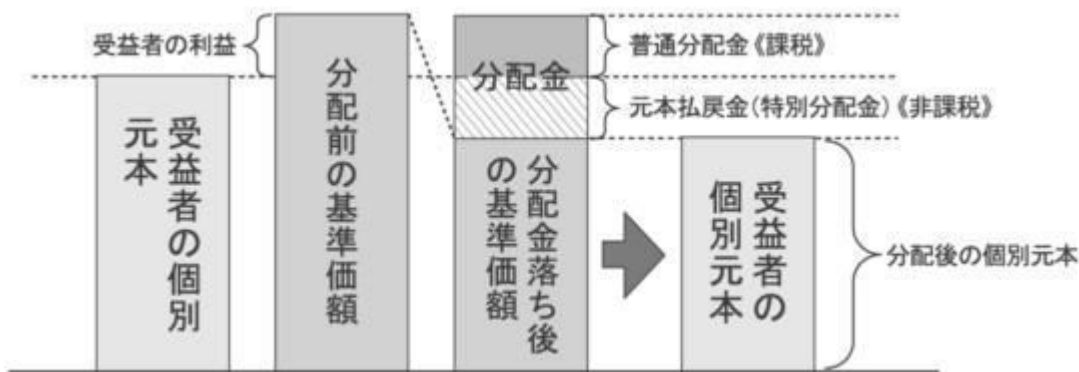 受益者の利益
受益者の個別
元本
分配前の基準価額
分配金
分配金落ち後
の基準価額
普通分配金《課税》
元本払戻金(特別分配金)《非課税》
受益者の
個別元本
分配後の個別元本